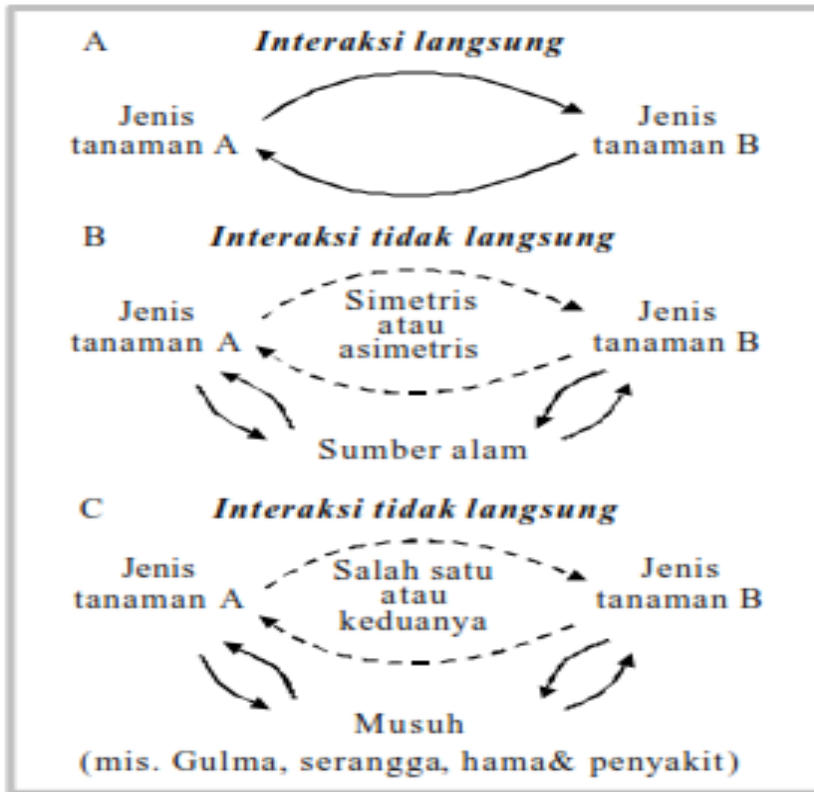 A Interaksi langsung
Jenis
tanaman A
Jenis
tanaman B
B Interaksi tidak langsung
Jenis
tanaman A
Simetris
atau
asimetris
Jenis
tanaman B
Sumber alam
C Interaksi tidak langsung
Jenis
tanaman A
Salah satu
atau
keduanya
Jenis
tanaman B
Musuh
(mis. Gulma, serangga, hama& penyakit)